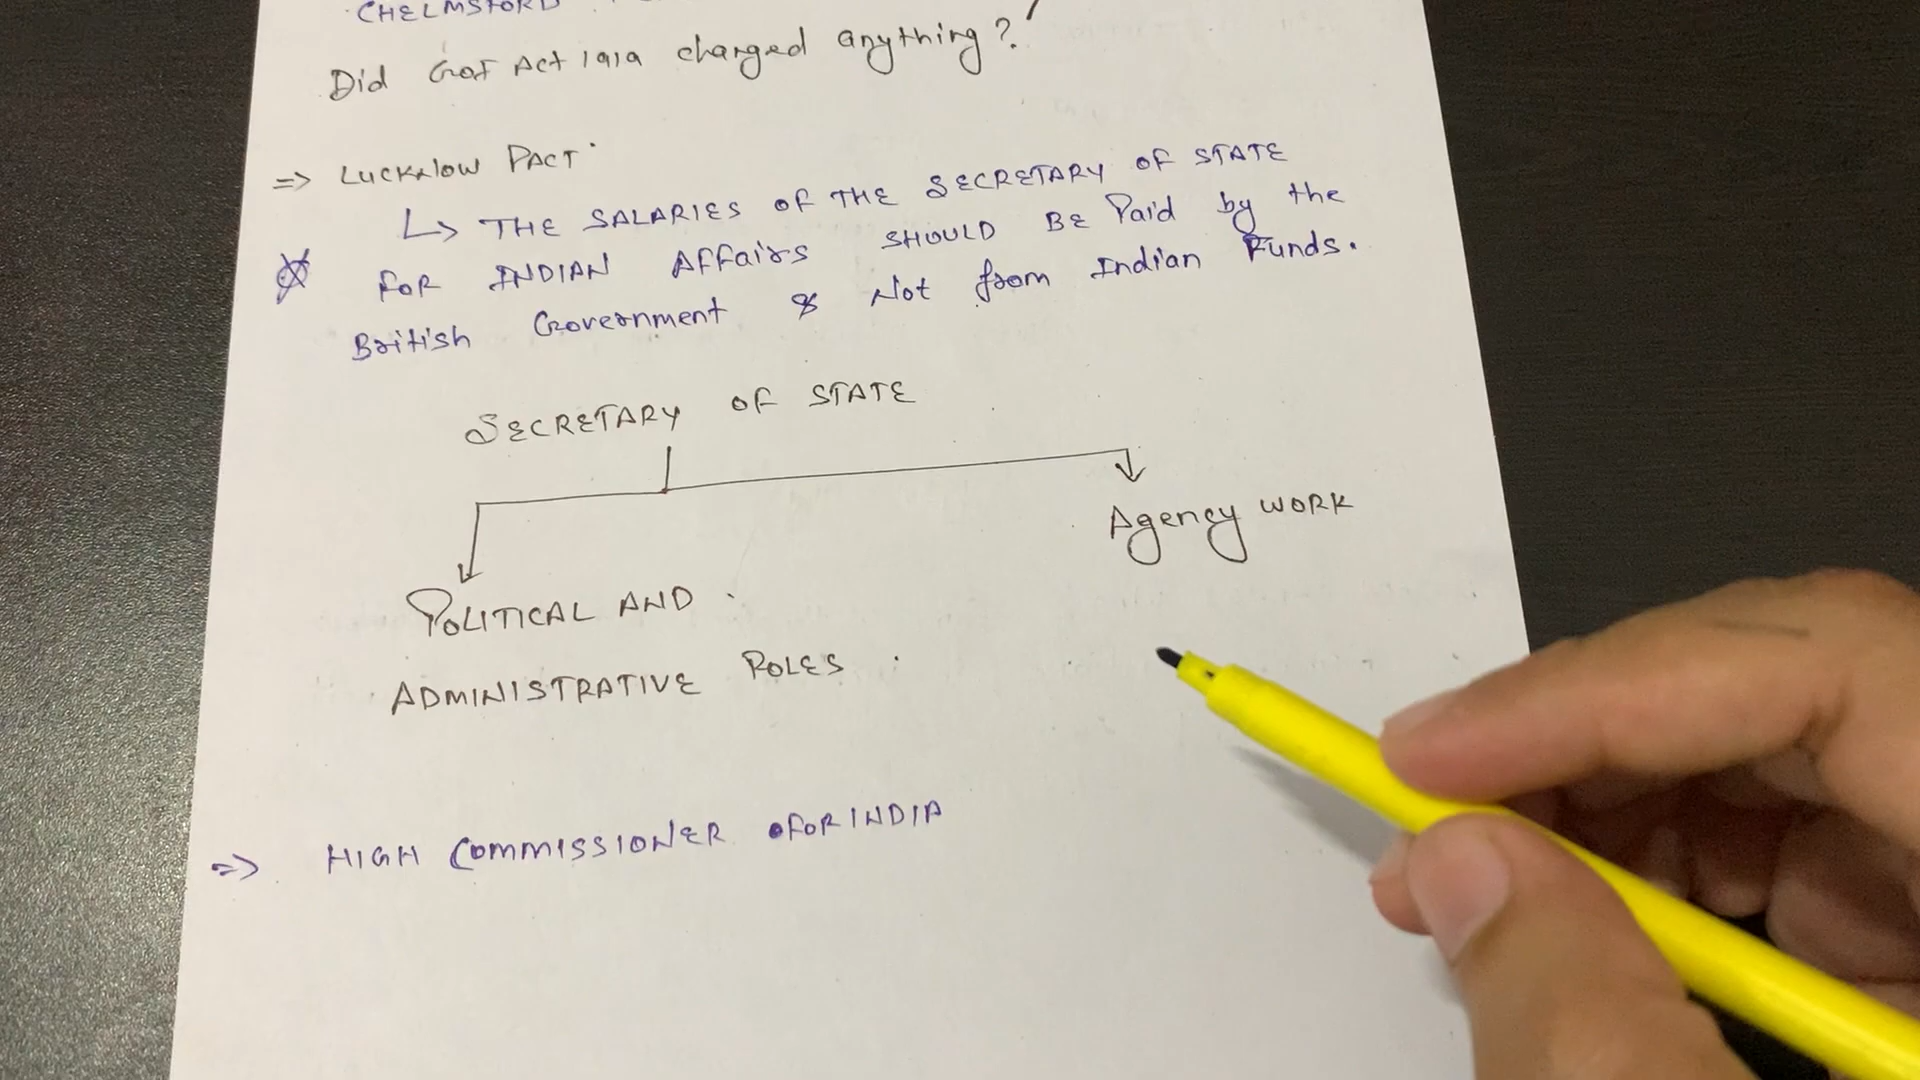 CHELMSFORD
Did GOI Act 1919 changed anything?
=> LUCKNOW PACT
↳ THE SALARIES OF THE SECRETARY OF STATE
FOR INDIAN Affairs SHOULD BE Paid by the
British Government & Not from Indian Funds.
SECRETARY OF STATE
Agency WORK
POLITICAL AND
ADMINISTRATIVE ROLES
=> HIGH COMMISSIONER FOR INDIA